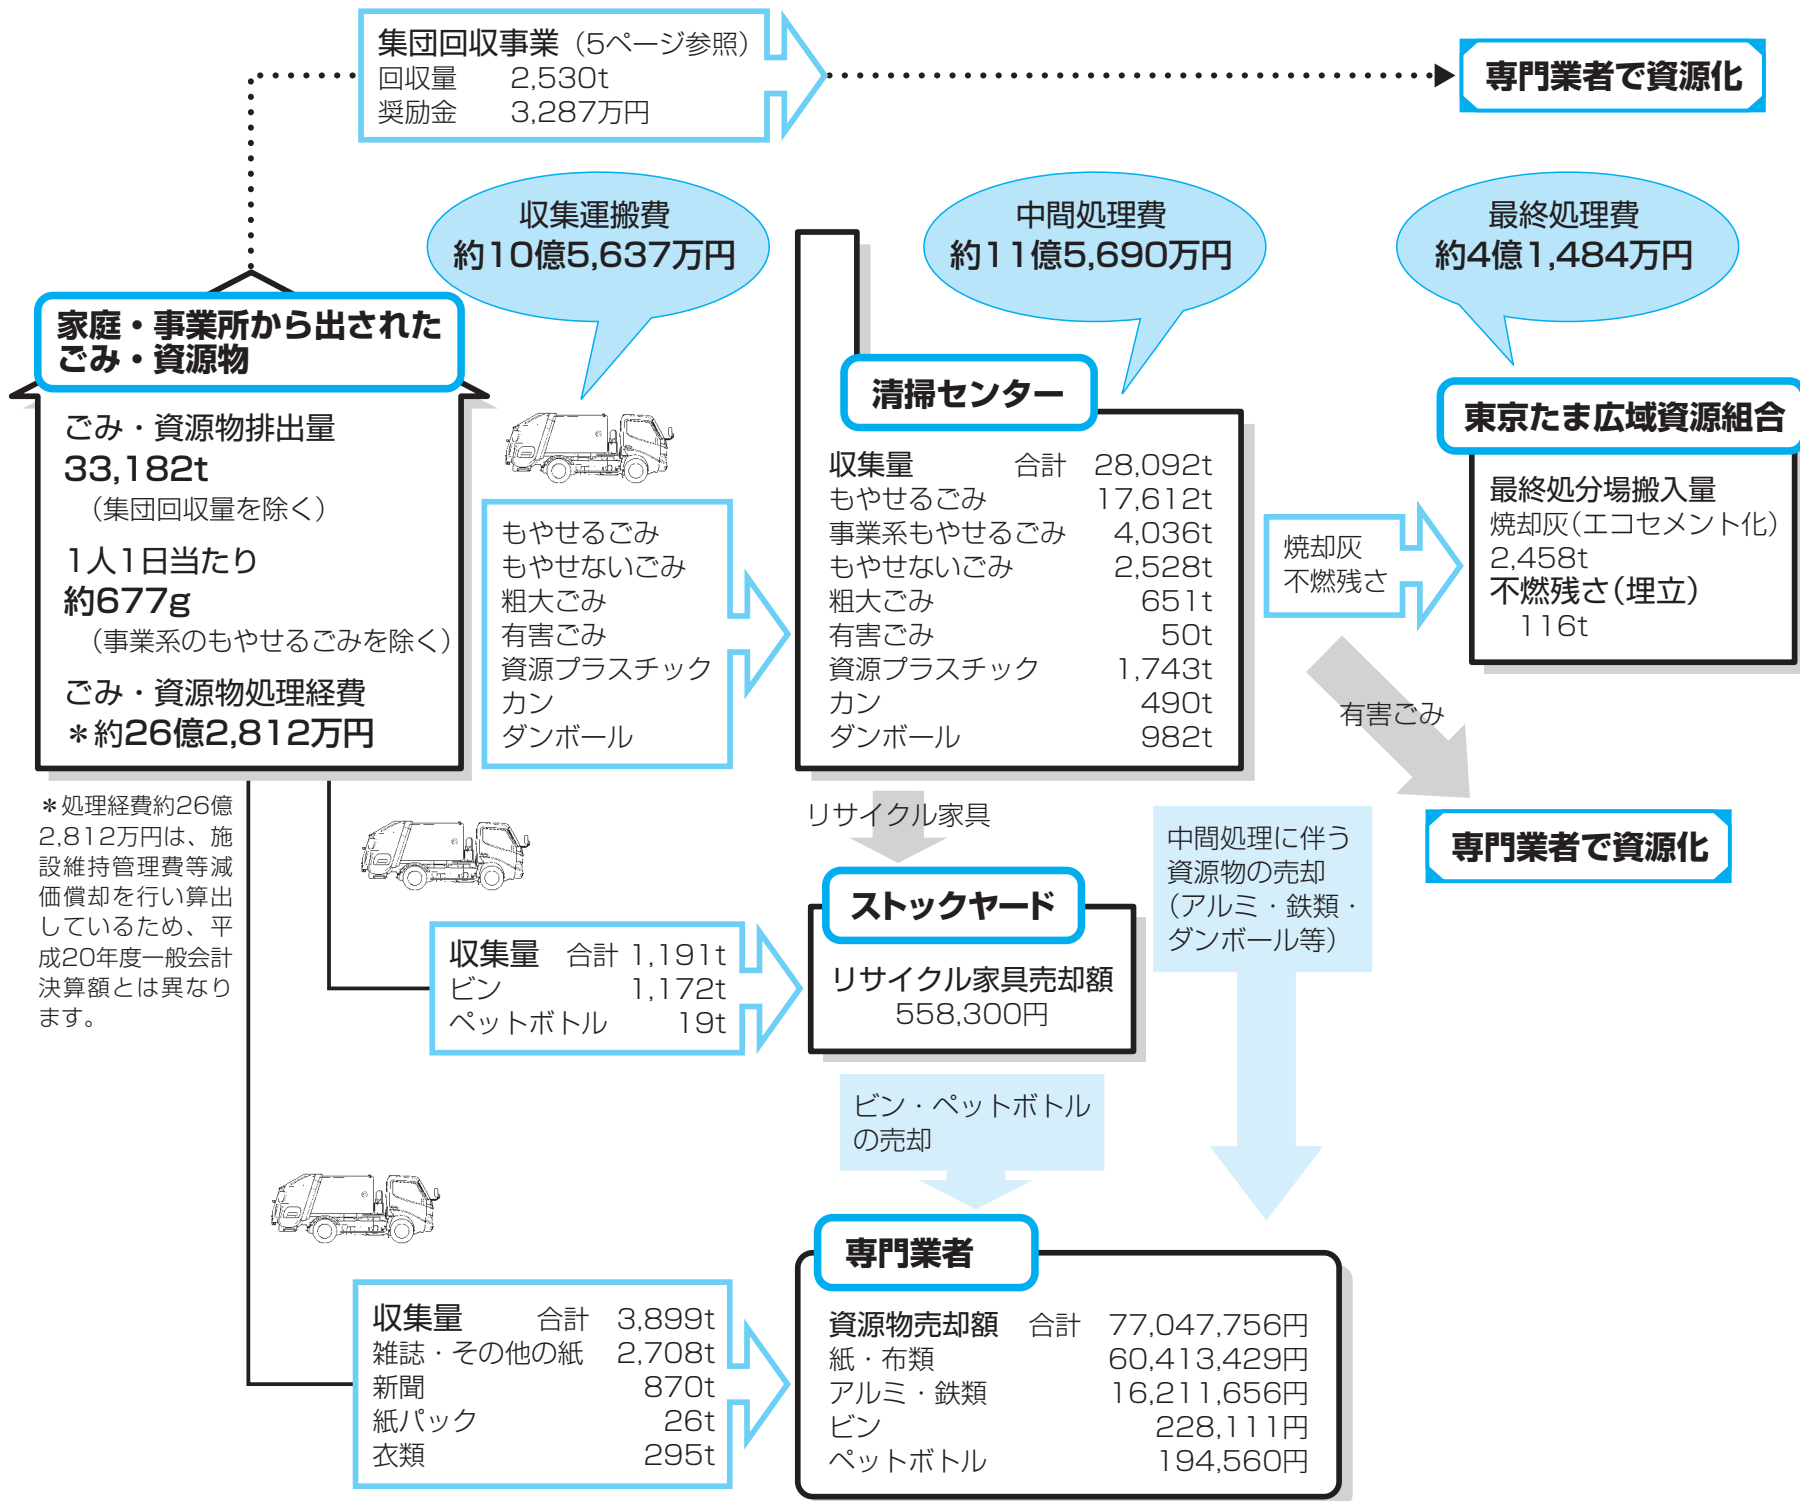 集団回収事業（5ページ参照）
回収量 2,530t
奨励金 3,287万円
専門業者で資源化
収集運搬費
約10億5,637万円
中間処理費
約11億5,690万円
最終処理費
約4億1,484万円
家庭・事業所から出された
ごみ・資源物
ごみ・資源物排出量
33,182t
（集団回収量を除く）
1人1日当たり
約677g
（事業系のもやせるごみを除く）
ごみ・資源物処理経費
＊約26億2,812万円
＊処理経費約26億
2,812万円は、施
設維持管理費等減
価償却を行い算出
しているため、平
成20年度一般会計
決算額とは異なり
ます。
もやせるごみ
もやせないごみ
粗大ごみ
有害ごみ
資源プラスチック
カン
ダンボール
清掃センター
収集量 合計 28,092t
もやせるごみ 17,612t
事業系もやせるごみ 4,036t
もやせないごみ 2,528t
粗大ごみ 651t
有害ごみ 50t
資源プラスチック 1,743t
カン 490t
ダンボール 982t
焼却灰
不燃残さ
東京たま広域資源組合
最終処分場搬入量
焼却灰（エコセメント化）
2,458t
不燃残さ（埋立）
116t
有害ごみ
専門業者で資源化
リサイクル家具
中間処理に伴う
資源物の売却
（アルミ・鉄類・
ダンボール等）
収集量 合計 1,191t
ビン 1,172t
ペットボトル 19t
ストックヤード
リサイクル家具売却額
558,300円
ビン・ペットボトル
の売却
収集量 合計 3,899t
雑誌・その他の紙 2,708t
新聞 870t
紙パック 26t
衣類 295t
専門業者
資源物売却額 合計 77,047,756円
紙・布類 60,413,429円
アルミ・鉄類 16,211,656円
ビン 228,111円
ペットボトル 194,560円